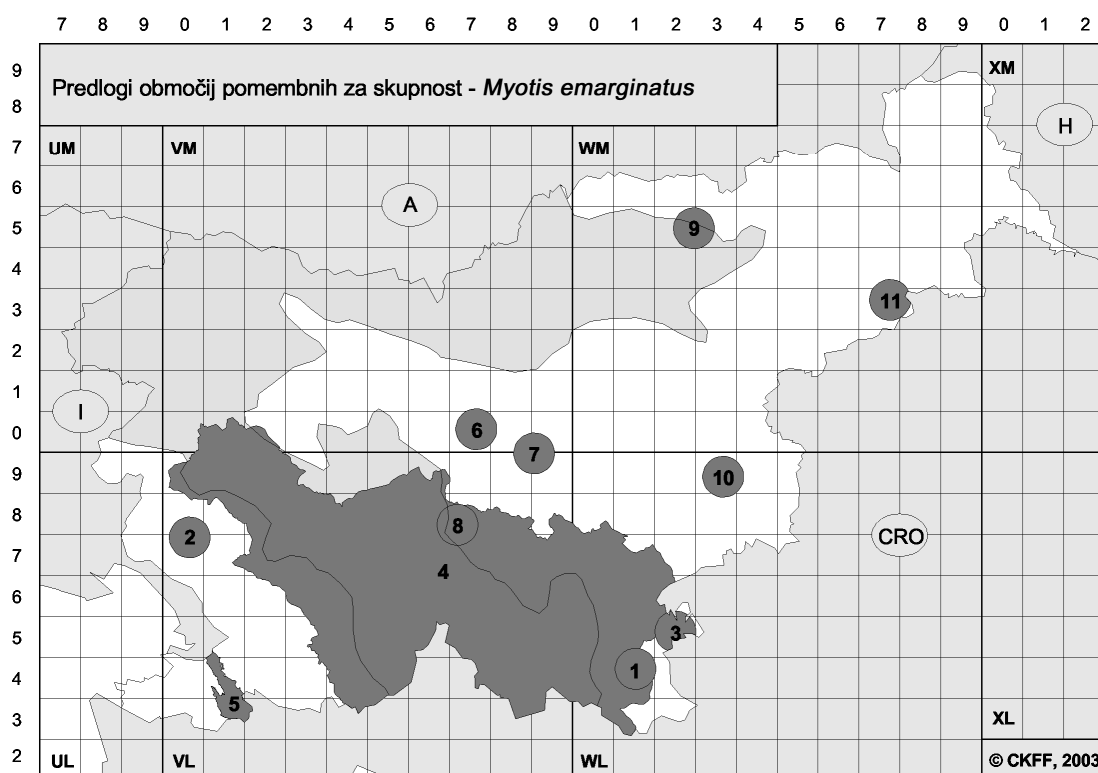 7 8 9 0 1 2 3 4 5 6 7 8 9 0 1 2 3 4 5 6 7 8 9 0 1 2
Predlogi območij pomembnih za skupnost - Myotis emarginatus
9
XM
8
H
7
UM VM WM
6
A
5
9
4
3
11
2
1
I
0
6
7
9
10
8
8
2
CRO
7
4
6
5
3
1
4
5
3
XL
2
UL VL WL © CKFF, 2003